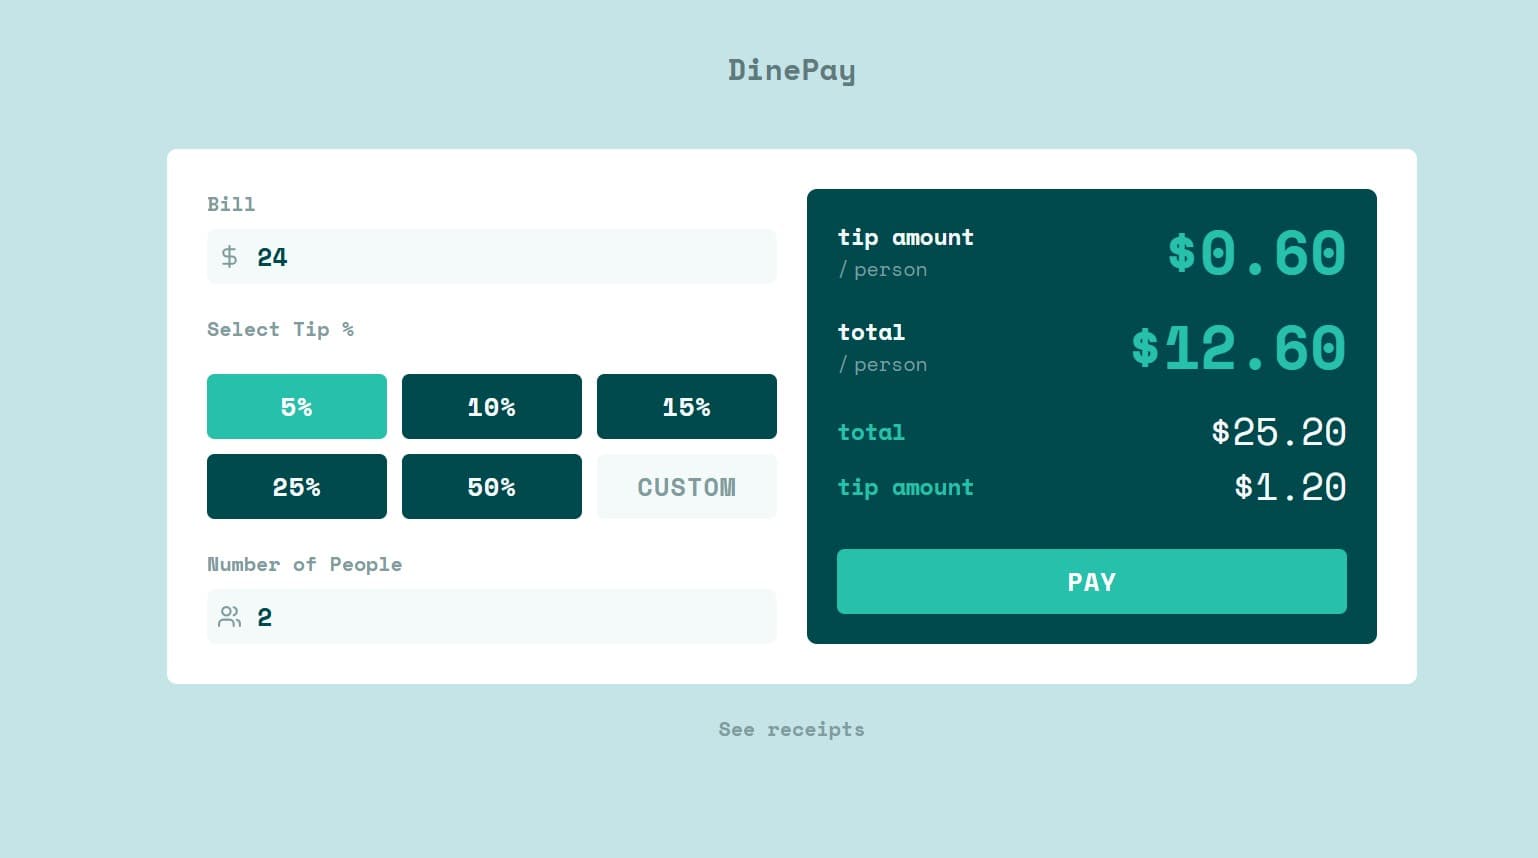 DinePay
Bill
$ 24
Select Tip %
5%
10%
15%
25%
50%
CUSTOM
Number of People
2
tip amount
/ person
$0.60
total
/ person
$12.60
total
$25.20
tip amount
$1.20
PAY
See receipts